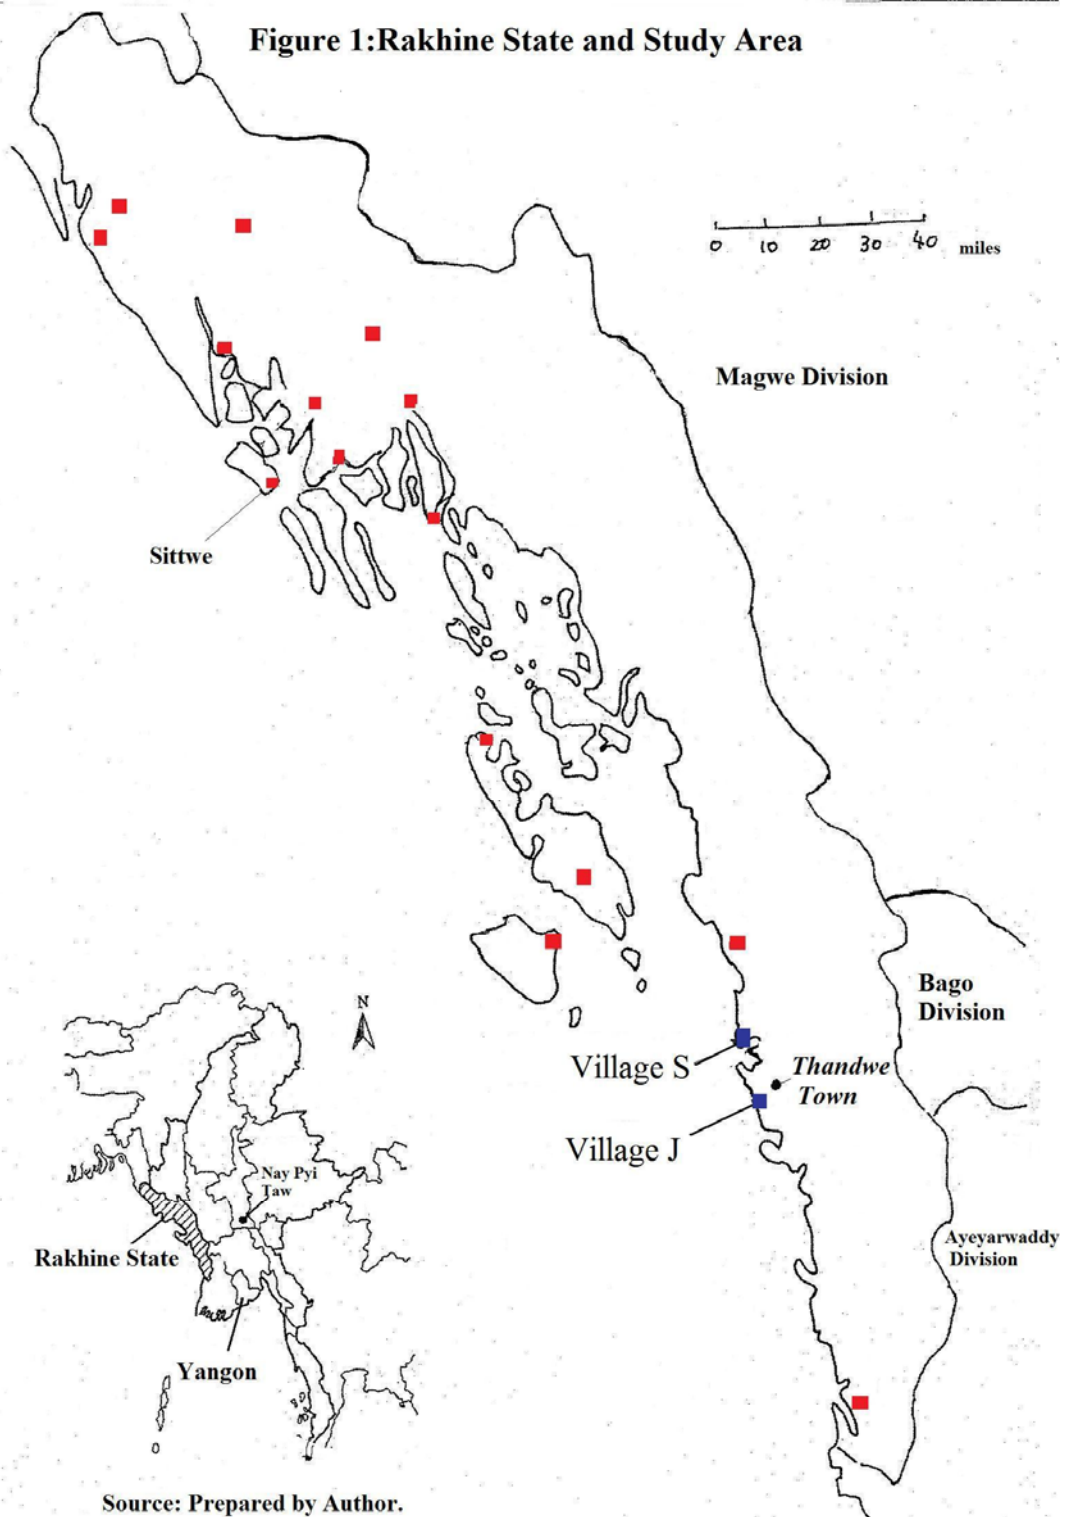 Figure 1:Rakhine State and Study Area
0 10 20 30 40 miles
Magwe Division
Sittwe
Bago
Division
Village S
Thandwe
Town
Village J
N
Nay Pyi
Taw
Rakhine State
Ayeyarwaddy
Division
Yangon
Source: Prepared by Author.